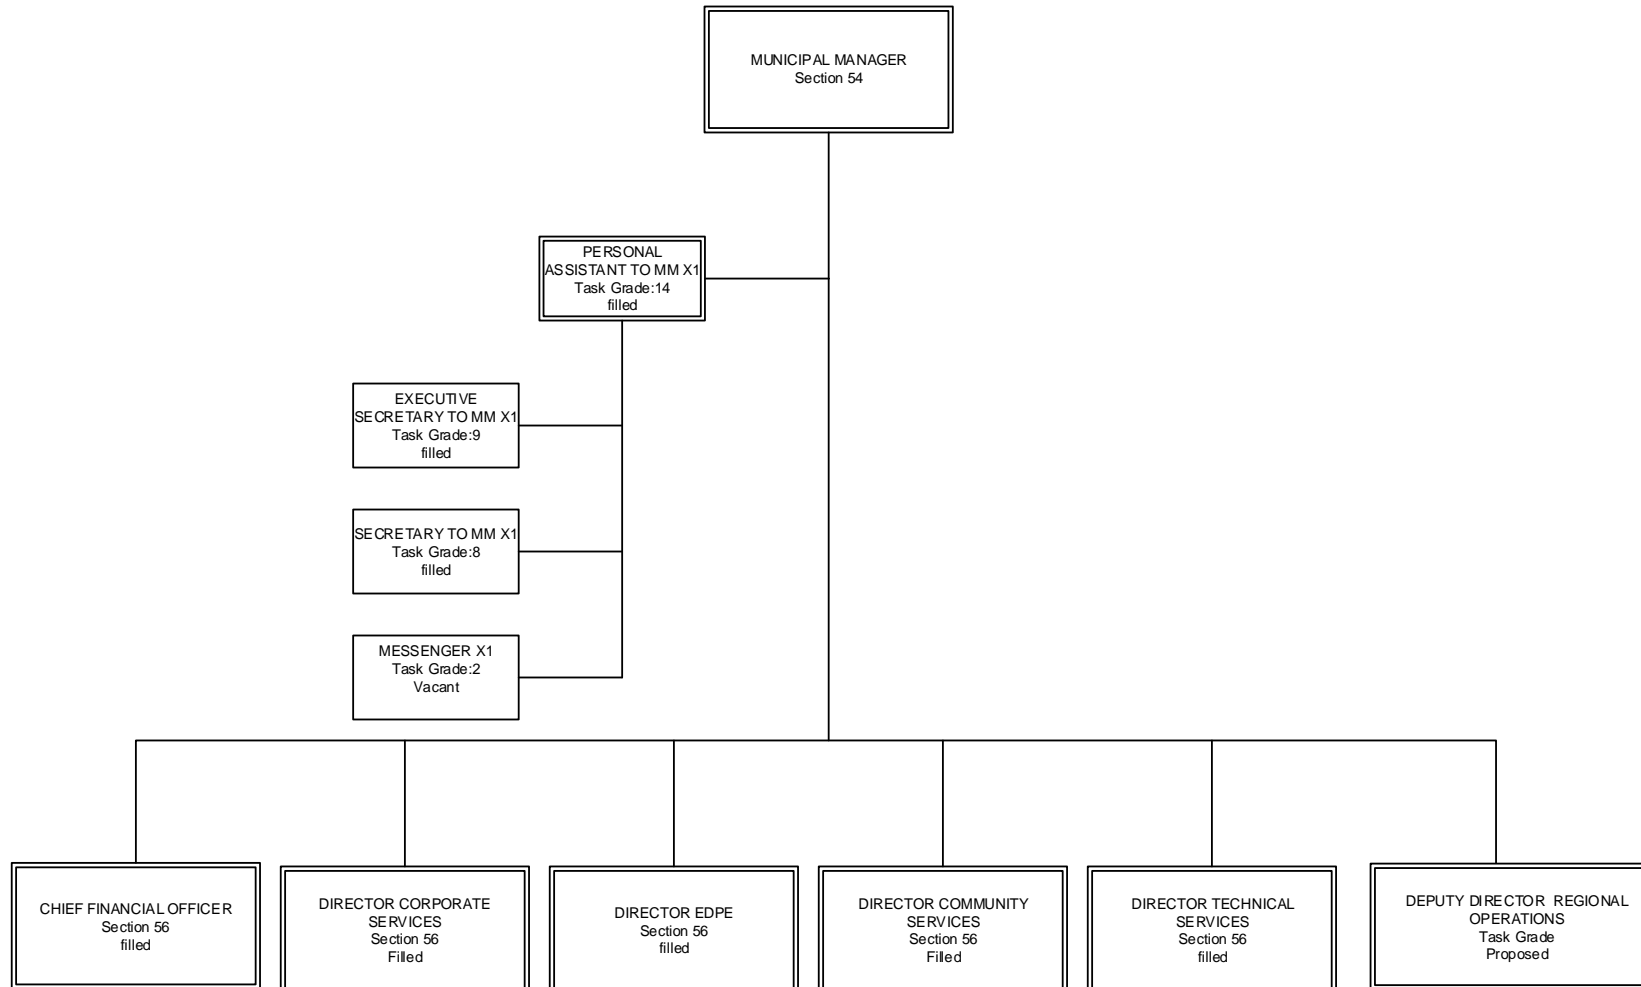 MUNICIPAL MANAGER
Section 54
PERSONAL
ASSISTANT TO MM X1
Task Grade:14
filled
EXECUTIVE
SECRETARY TO MM X1
Task Grade:9
filled
SECRETARY TO MM X1
Task Grade:8
filled
MESSENGER X1
Task Grade:2
Vacant
CHIEF FINANCIAL OFFICER
Section 56
filled
DIRECTOR CORPORATE
SERVICES
Section 56
Filled
DIRECTOR EDPE
Section 56
filled
DIRECTOR COMMUNITY
SERVICES
Section 56
Filled
DIRECTOR TECHNICAL
SERVICES
Section 56
filled
DEPUTY DIRECTOR REGIONAL
OPERATIONS
Task Grade
Proposed